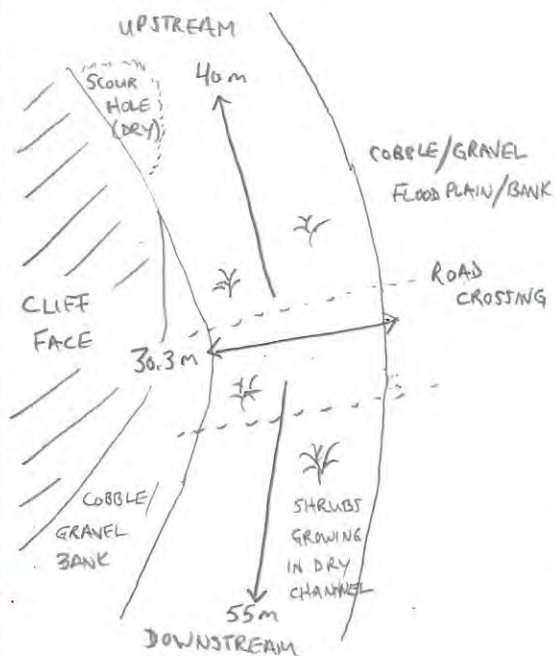 UPSTREAM
40m
SCOUR
HOLE
(DRY)
COBBLE/GRAVEL
FLOOD PLAIN/BANK
ROAD
CROSSING
CLIFF
FACE
30.3m
COBBLE/
GRAVEL
BANK
SHRUBS
GROWING
IN DRY
CHANNEL
55m
DOWNSTREAM